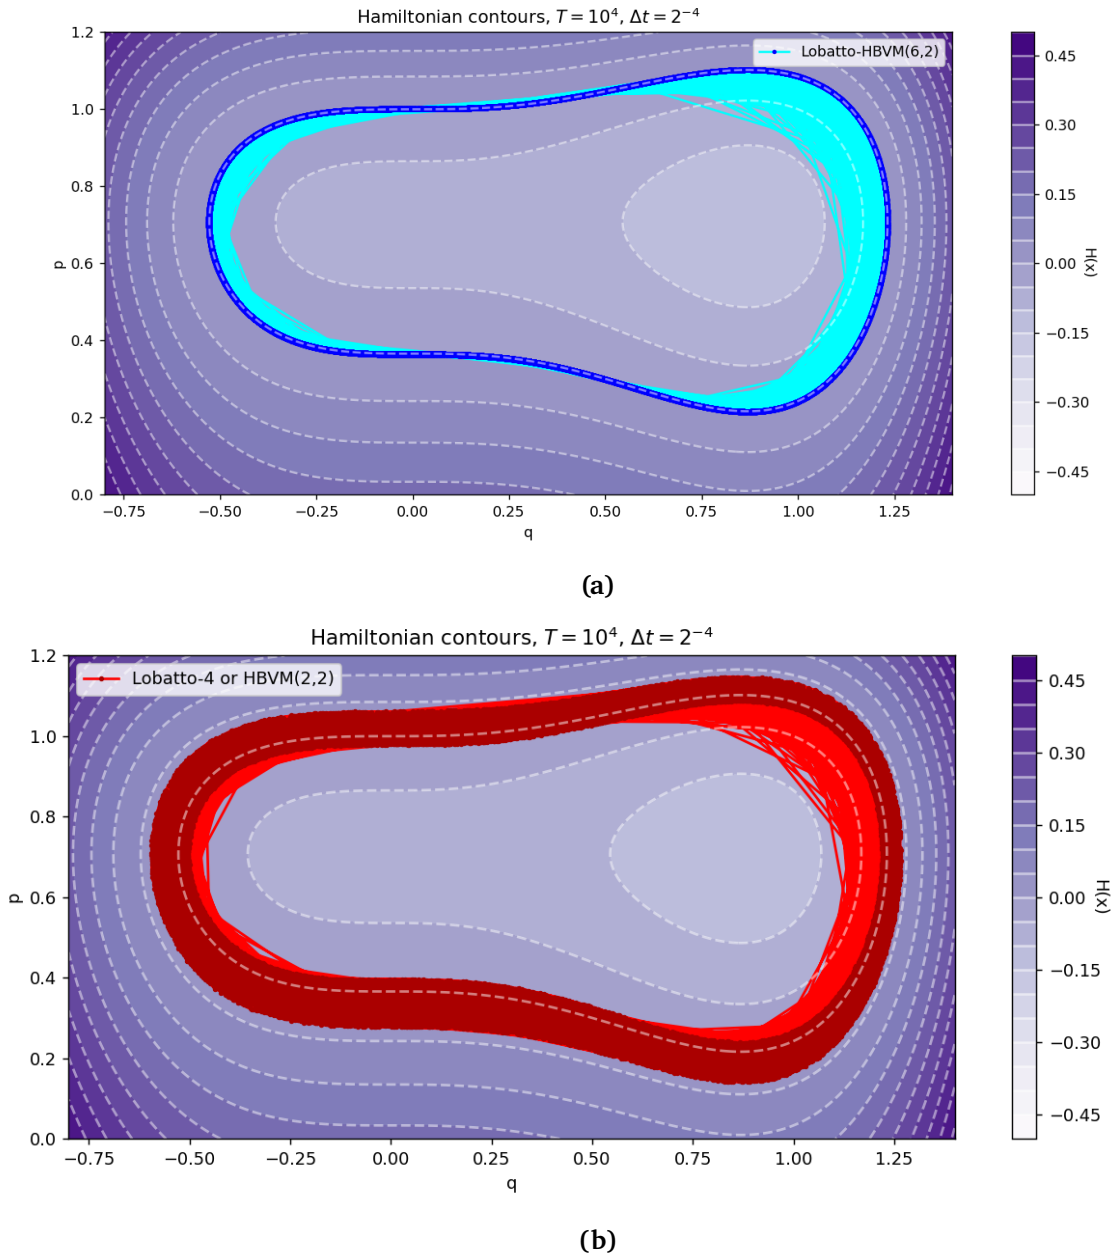 Hamiltonian contours, T = 10⁴, Δt = 2⁻⁴
Lobatto-HBVM(6,2)
1.2
1.0
0.8
0.6
0.4
0.2
0.0
p
−0.75 −0.50 −0.25 0.00 0.25 0.50 0.75 1.00 1.25
q
0.45
0.30
0.15
0.00
−0.15
−0.30
−0.45
H(x)
(a)
Hamiltonian contours, T = 10⁴, Δt = 2⁻⁴
Lobatto-4 or HBVM(2,2)
1.2
1.0
0.8
0.6
0.4
0.2
0.0
p
−0.75 −0.50 −0.25 0.00 0.25 0.50 0.75 1.00 1.25
q
0.45
0.30
0.15
0.00
−0.15
−0.30
−0.45
H(x)
(b)